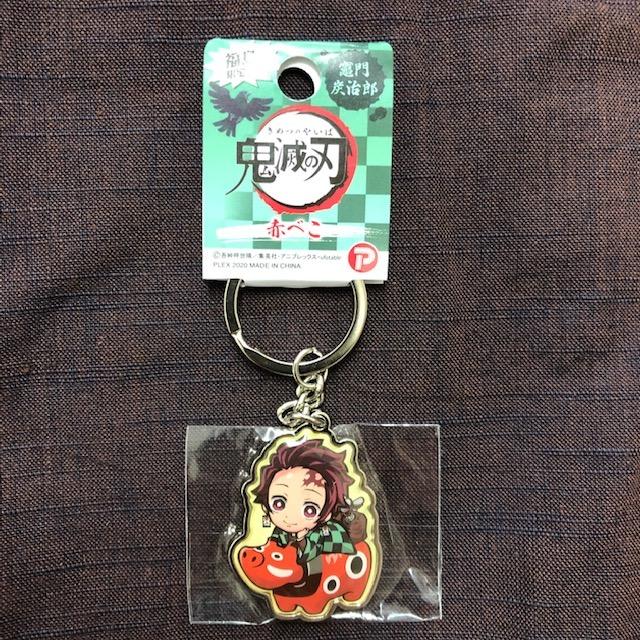 福島
限定
竈門
炭治郎
きめつのやいば
鬼滅の刃
赤べこ
©吾峠呼世晴／集英社・アニプレックス・ufotable
PLEX 2020 MADE IN CHINA
P